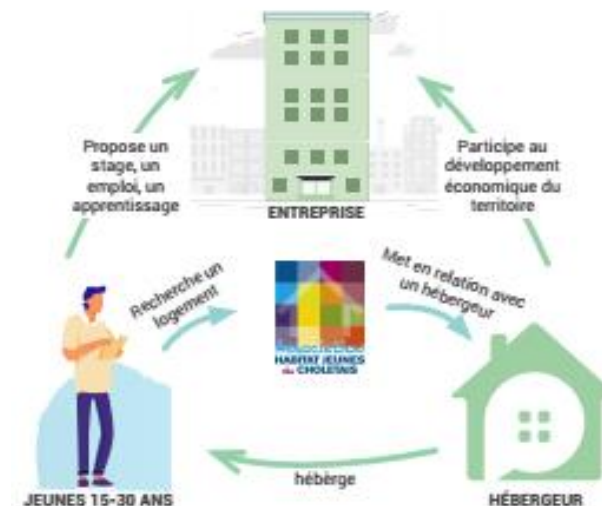 Propose un
stage, un
emploi, un
apprentissage
Participe au
développement
économique du
territoire
ENTREPRISE
Recherche un
logement
Met en relation avec
un hébergeur
HABITAT JEUNES
du CHOLETAIS
hébèrge
JEUNES 15-30 ANS
HÉBERGEUR